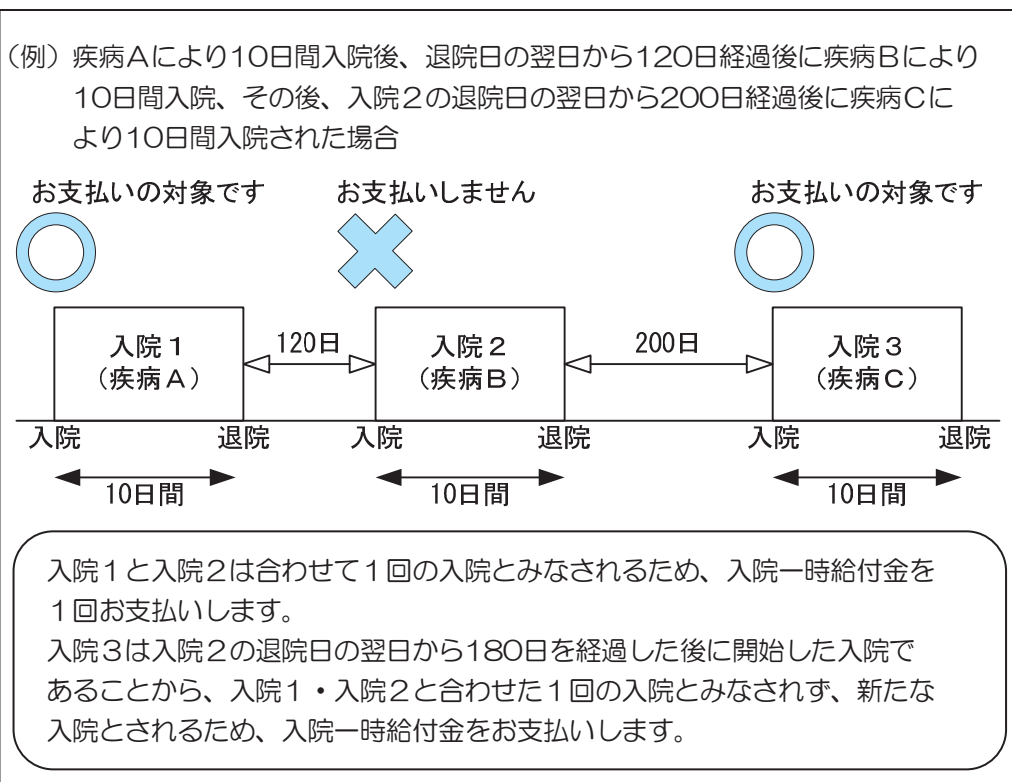 （例）疾病Aにより10日間入院後、退院日の翌日から120日経過後に疾病Bにより
10日間入院、その後、入院2の退院日の翌日から200日経過後に疾病Cに
より10日間入院された場合
お支払いの対象です お支払いしません お支払いの対象です
入院1 120日 入院2 200日 入院3
（疾病A） （疾病B） （疾病C）
入院 退院 入院 退院 入院 退院
10日間 10日間 10日間
入院1と入院2は合わせて1回の入院とみなされるため、入院一時給付金を
1回お支払いします。
入院3は入院2の退院日の翌日から180日を経過した後に開始した入院で
あることから、入院1・入院2と合わせた1回の入院とみなされず、新たな
入院とされるため、入院一時給付金をお支払いします。